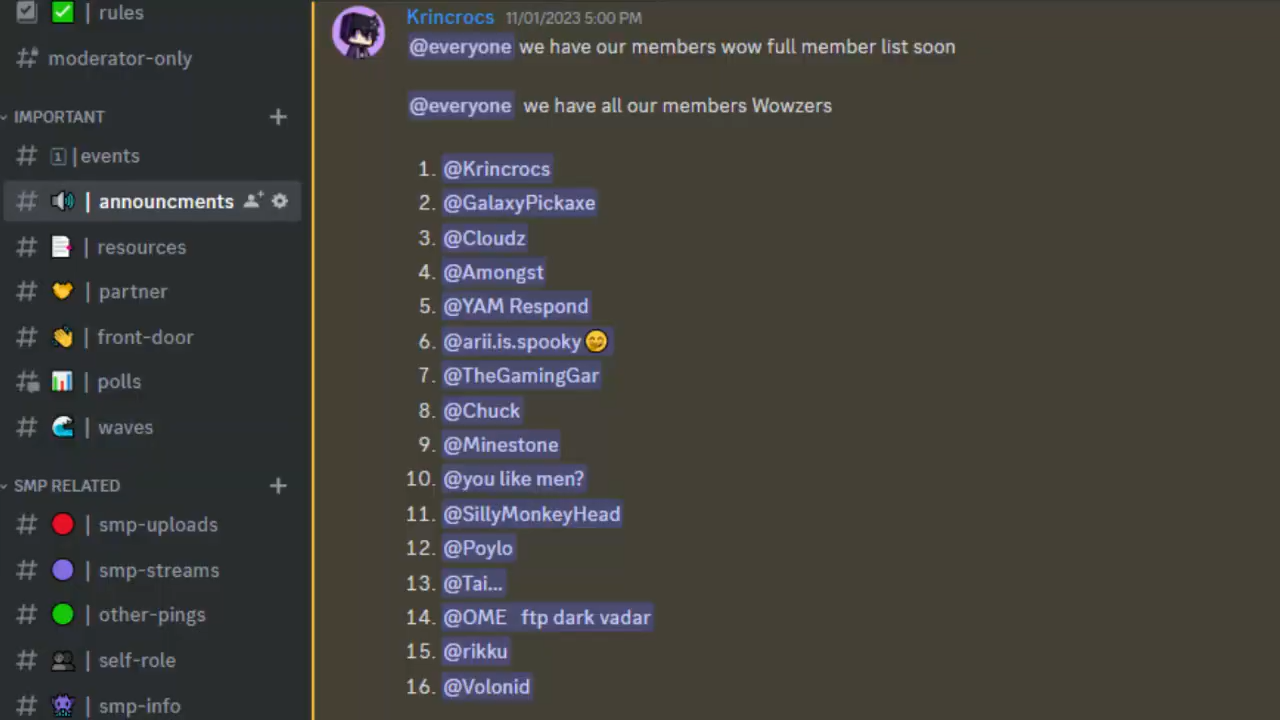 rules
moderator-only
IMPORTANT
1 | events
| announcments
| resources
| partner
| front-door
| polls
| waves
SMP RELATED
| smp-uploads
| smp-streams
| other-pings
| self-role
| smp-info
Krincrocs 11/01/2023 5:00 PM
@everyone we have our members wow full member list soon
@everyone we have all our members Wowzers
1. @Krincrocs
2. @GalaxyPickaxe
3. @Cloudz
4. @Amongst
5. @YAM Respond
6. @arii.is.spooky
7. @TheGamingGar
8. @Chuck
9. @Minestone
10. @you like men?
11. @SillyMonkeyHead
12. @Poylo
13. @Tai...
14. @OME ftp dark vadar
15. @rikku
16. @Volonid